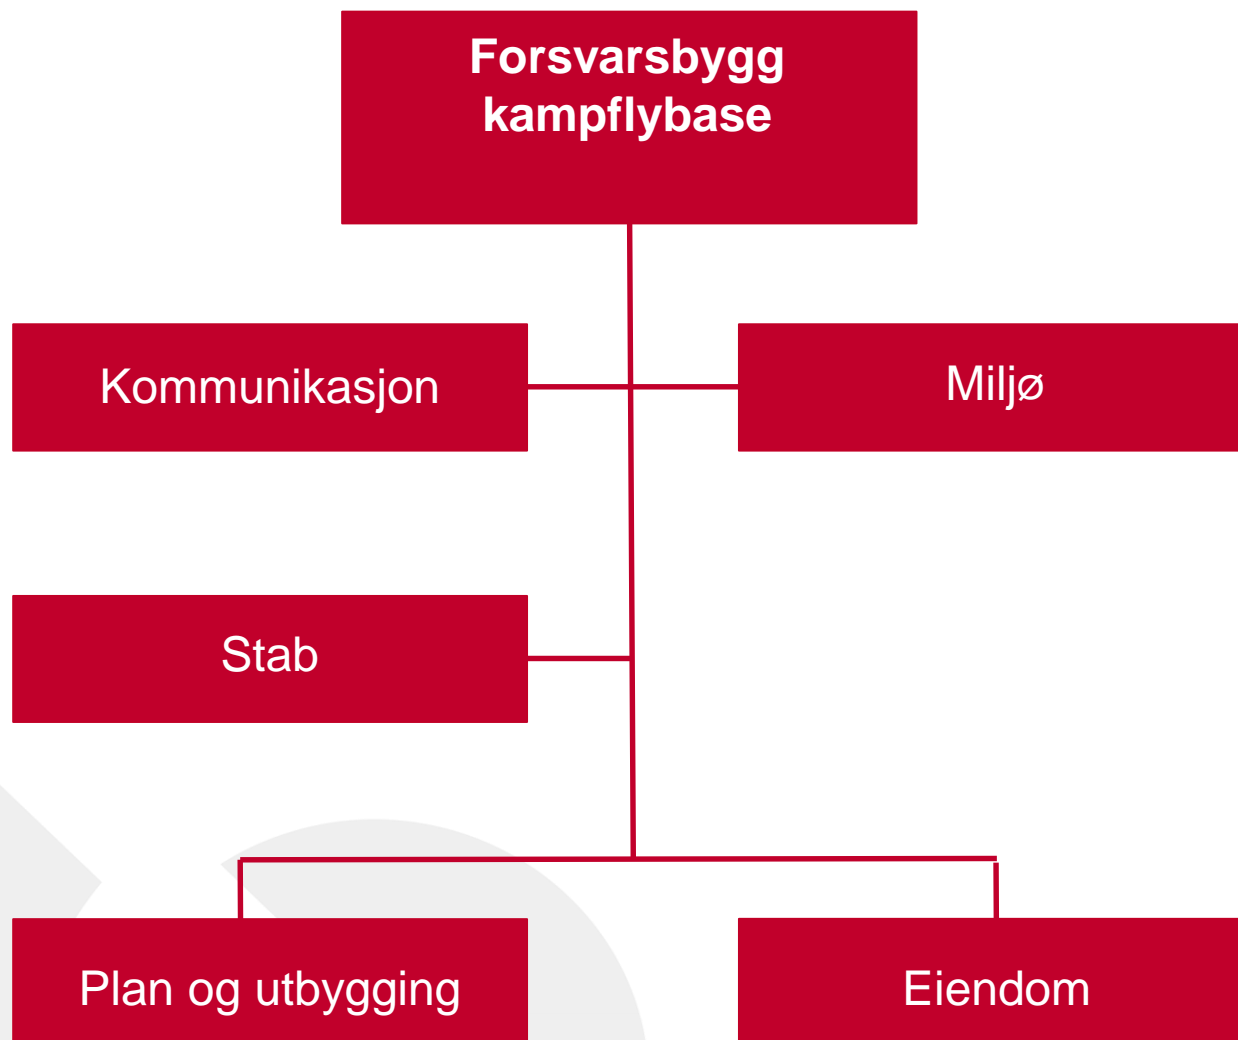 Forsvarsbygg
kampflybase
Kommunikasjon
Miljø
Stab
Plan og utbygging
Eiendom